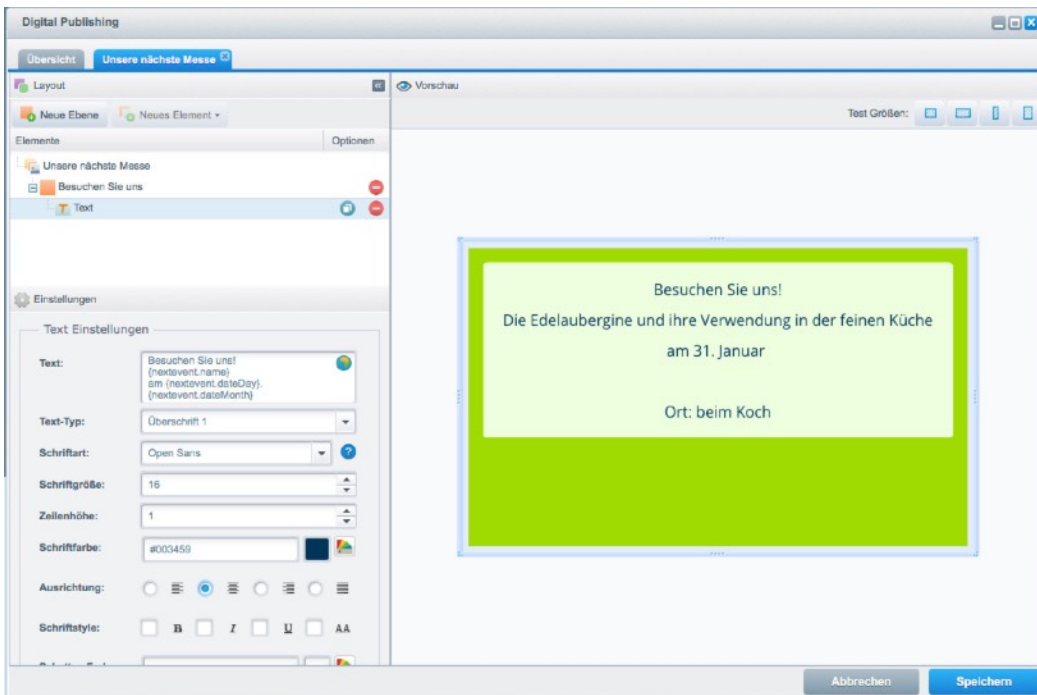 Digital Publishing
Übersicht
Unsere nächste Messe
Layout
Vorschau
Neue Ebene
Neues Element
Test Größen:
Elemente
Optionen
Unsere nächste Messe
Besuchen Sie uns
Text
Einstellungen
Text Einstellungen
Text:
Besuchen Sie uns!
{nextevent.name}
am {nextevent.dateDay}.
{nextevent.dateMonth}
Text-Typ:
Überschrift 1
Schriftart:
Open Sans
Schriftgröße:
16
Zeilenhöhe:
1
Schriftfarbe:
#003459
Ausrichtung:
Schriftstyle:
B I U AA
Besuchen Sie uns!
Die Edelaubergine und ihre Verwendung in der feinen Küche
am 31. Januar
Ort: beim Koch
Abbrechen
Speichern